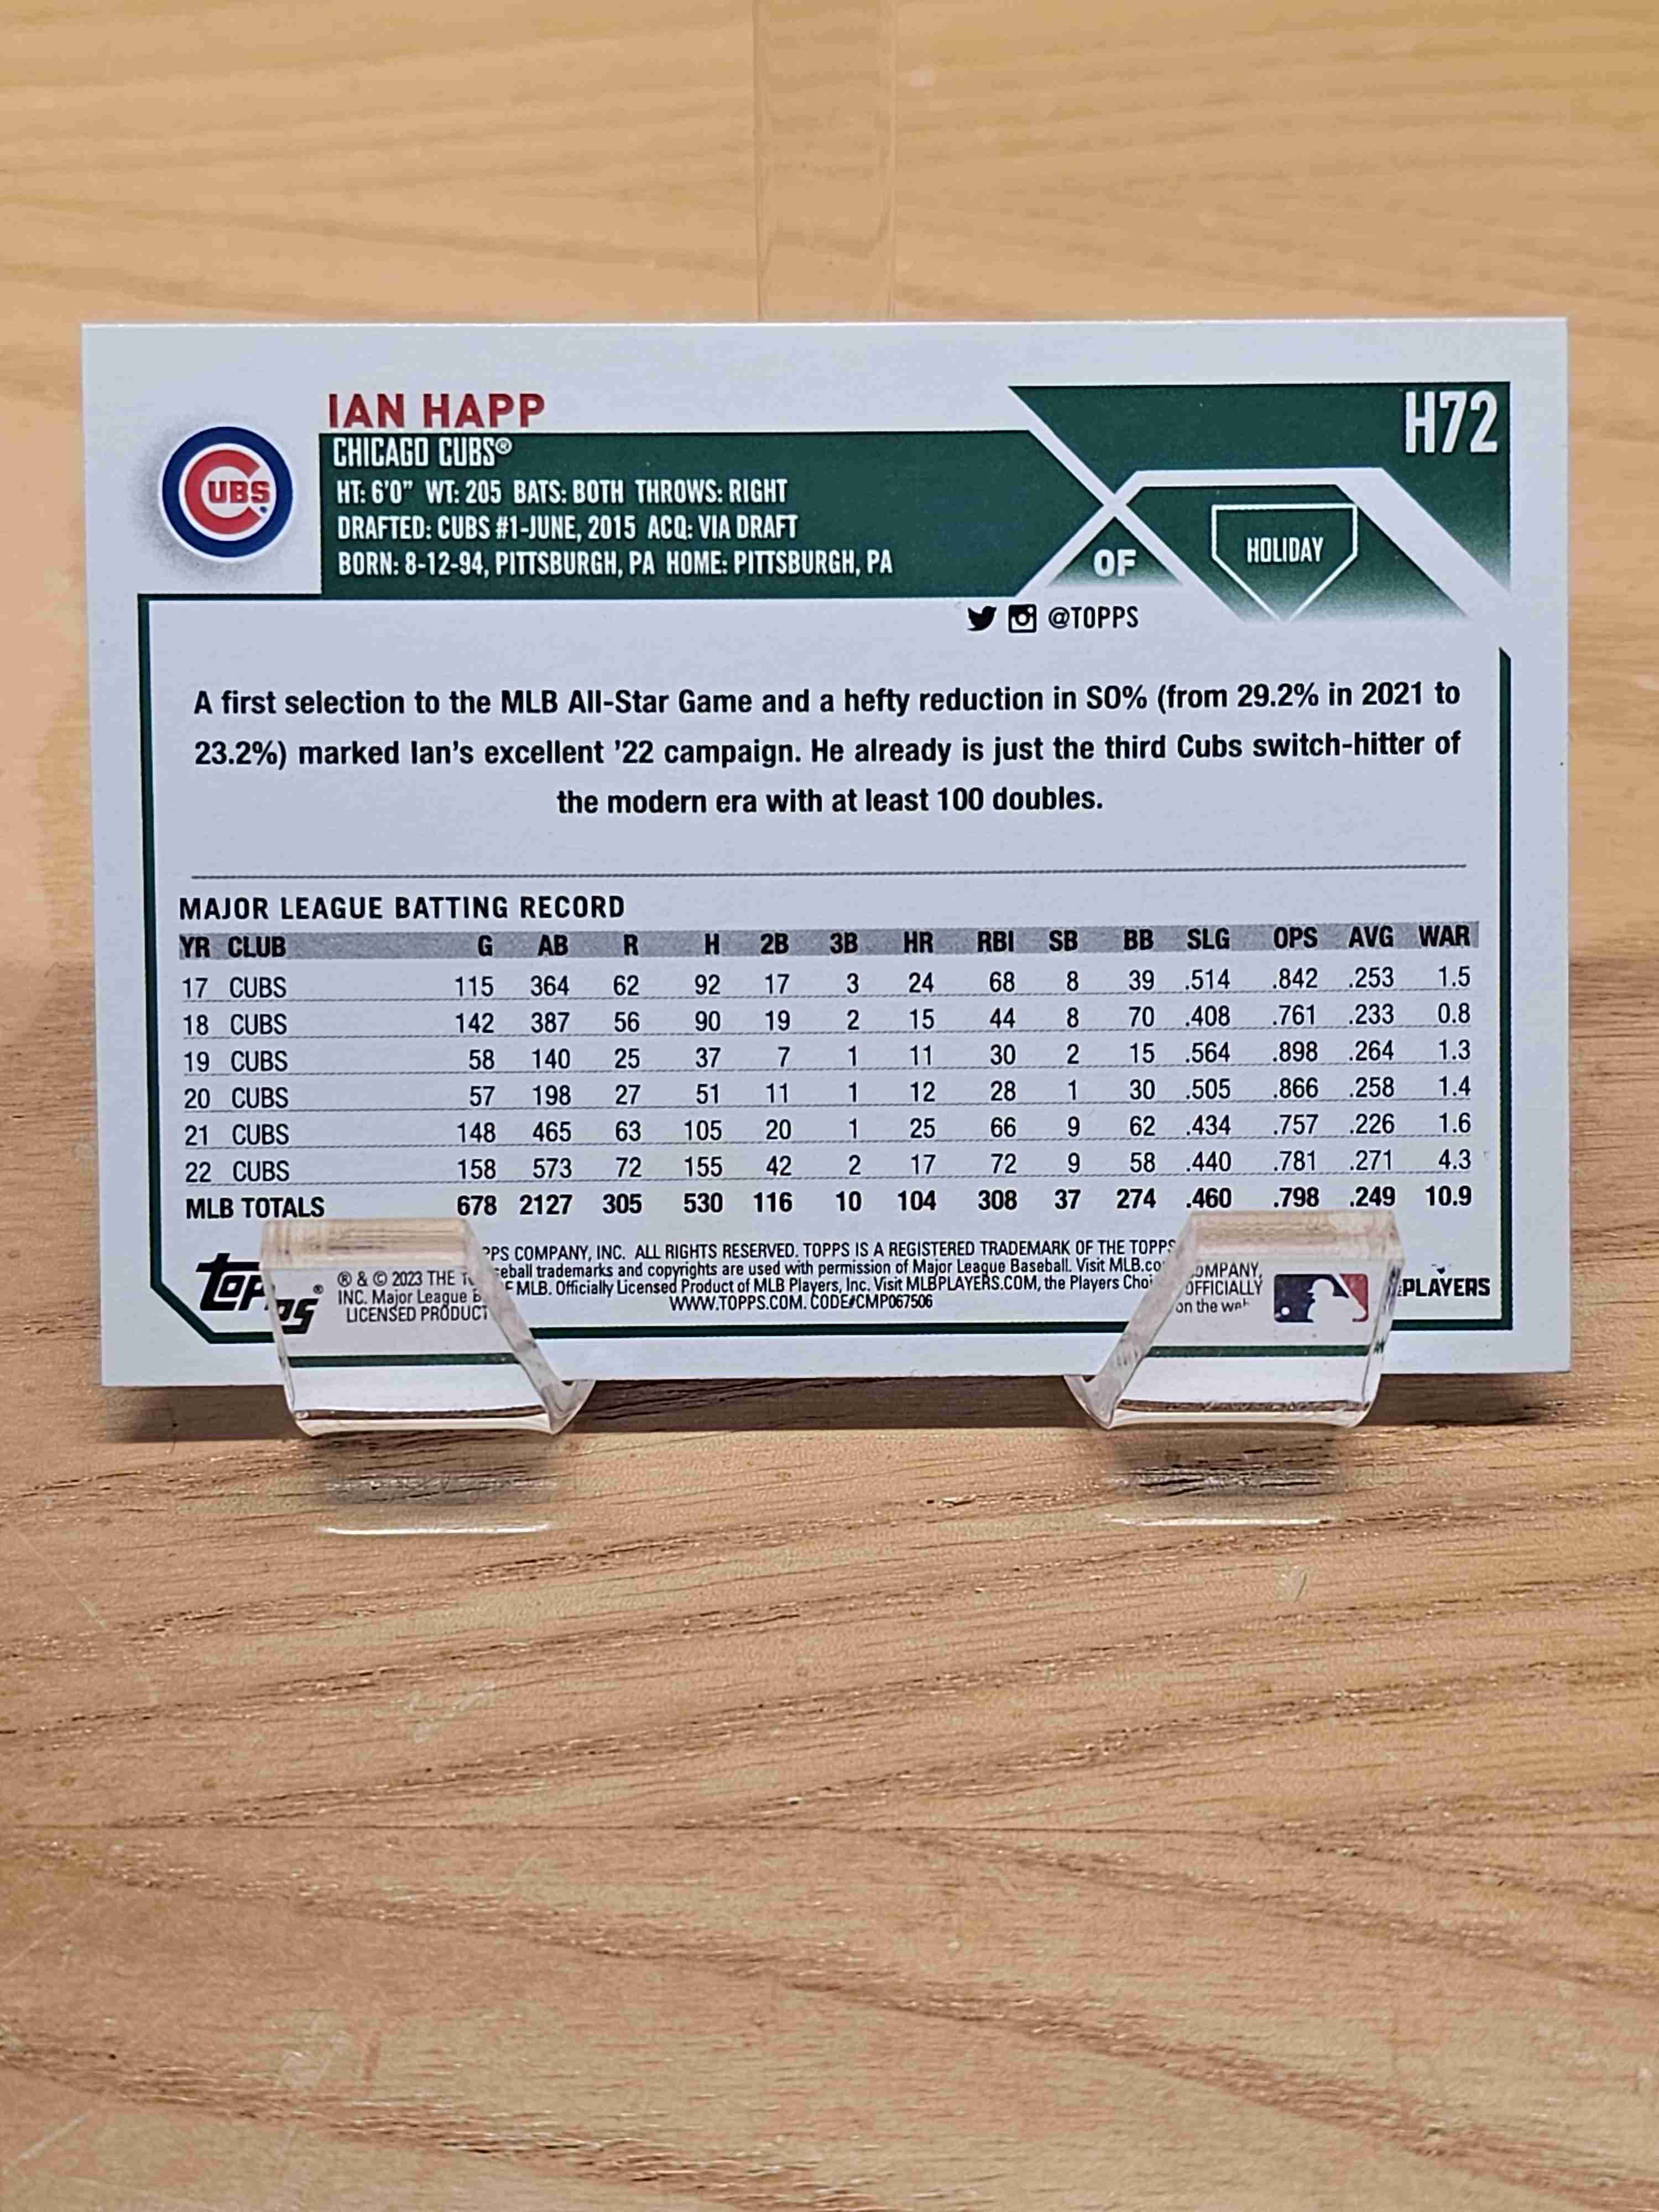 IAN HAPP
H72
CHICAGO CUBS®
UBS
HT: 6'0" WT: 205 BATS: BOTH THROWS: RIGHT
DRAFTED: CUBS #1-JUNE, 2015 ACQ: VIA DRAFT
BORN: 8-12-94, PITTSBURGH, PA HOME: PITTSBURGH, PA
OF
HOLIDAY
@TOPPS
A first selection to the MLB All-Star Game and a hefty reduction in SO% (from 29.2% in 2021 to
23.2%) marked Ian's excellent '22 campaign. He already is just the third Cubs switch-hitter of
the modern era with at least 100 doubles.
MAJOR LEAGUE BATTING RECORD
YR CLUB G AB R H 2B 3B HR RBI SB BB SLG OPS AVG WAR
17 CUBS 115 364 62 92 17 3 24 68 8 39 .514 .842 .253 1.5
18 CUBS 142 387 56 90 19 2 15 44 8 70 .408 .761 .233 0.8
19 CUBS 58 140 25 37 7 1 11 30 2 15 .564 .898 .264 1.3
20 CUBS 57 198 27 51 11 1 12 28 1 30 .505 .866 .258 1.4
21 CUBS 148 465 63 105 20 1 25 66 9 62 .434 .757 .226 1.6
22 CUBS 158 573 72 155 42 2 17 72 9 58 .440 .781 .271 4.3
MLB TOTALS 678 2127 305 530 116 10 104 308 37 274 .460 .798 .249 10.9
Topps®
® & © 2023 THE COMPANY, INC. ALL RIGHTS RESERVED. TOPPS IS A REGISTERED TRADEMARK OF THE TOPPS COMPANY,
INC. Major League trademarks and copyrights are used with permission of Major League Baseball. Visit OFFICIALLY
LICENSED PRODUCT MLB. Officially Licensed Product of MLB Players, Inc. Visit MLBPLAYERS.COM, the Players on the
WWW.TOPPS.COM. CODE#CMP067506
PLAYERS